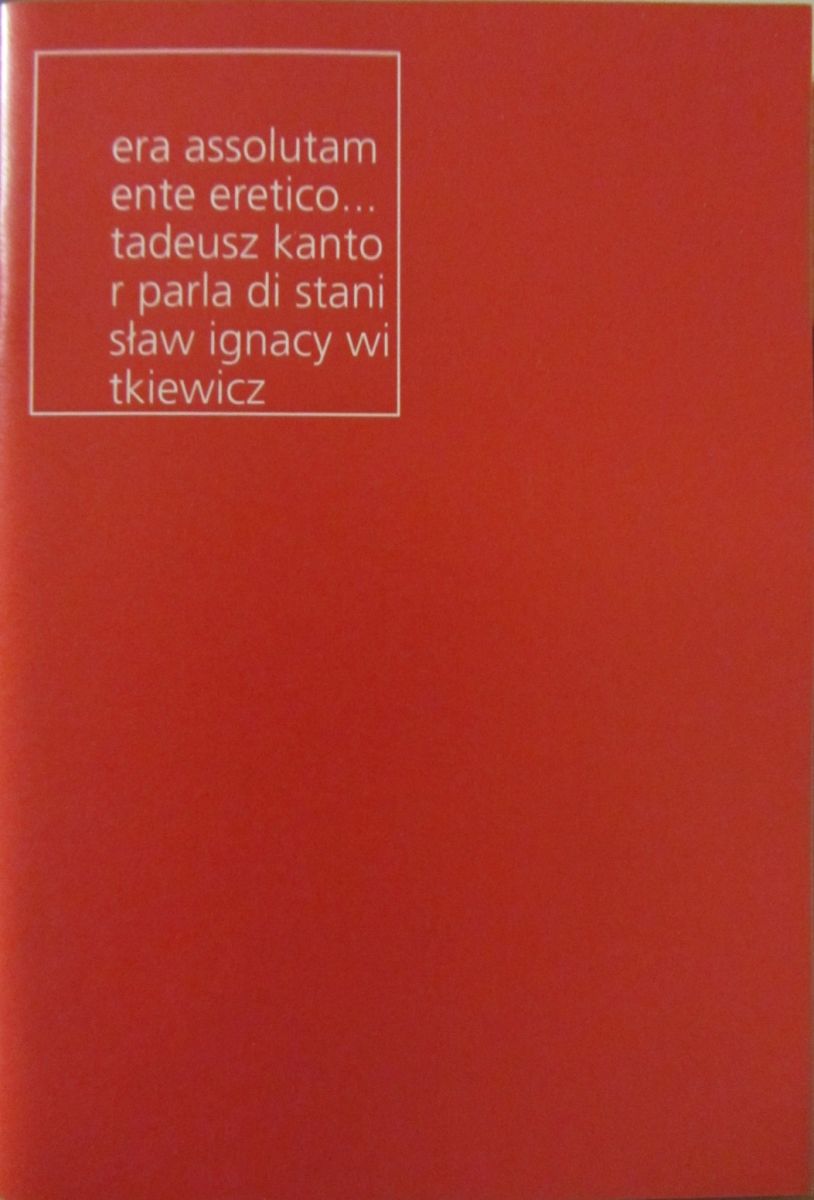 era assolutam
ente eretico...
tadeusz kanto
r parla di stani
sław ignacy wi
tkiewicz